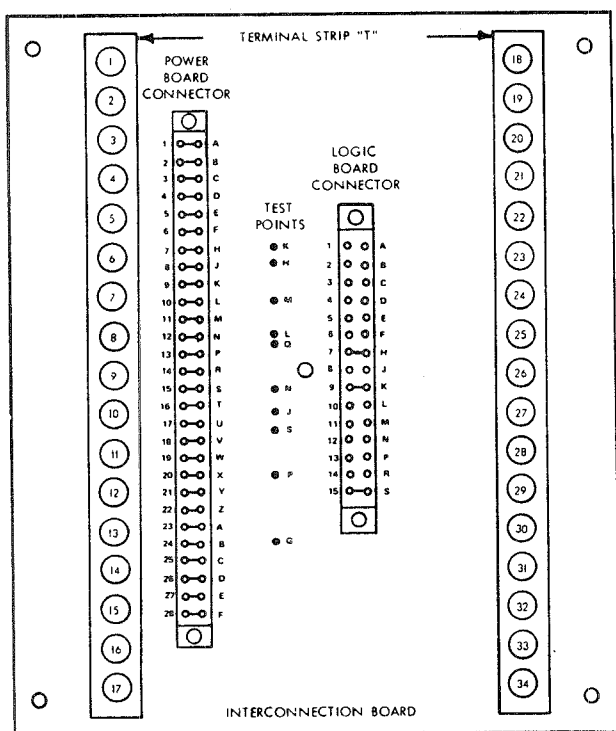 TERMINAL STRIP "T"
POWER
BOARD
CONNECTOR
LOGIC
BOARD
CONNECTOR
TEST
POINTS
1
2
3
4
5
6
7
8
9
10
11
12
13
14
15
16
17
1 A
2 B
3 C
4 D
5 E
6 F
7 H
8 J
9 K
10 L
11 M
12 N
13 P
14 R
15 S
16 T
17 U
18 V
19 W
20 X
21 Y
22 Z
23 A
24 B
25 C
26 D
27 E
28 F
K
H
M
L
N
J
S
P
1 A
2 B
3 C
4 D
5 E
6 F
7 H
8 J
9 K
10 L
11 M
12 N
13 P
14 R
15 S
18
19
20
21
22
23
24
25
26
27
28
29
30
31
32
33
34
INTERCONNECTION BOARD